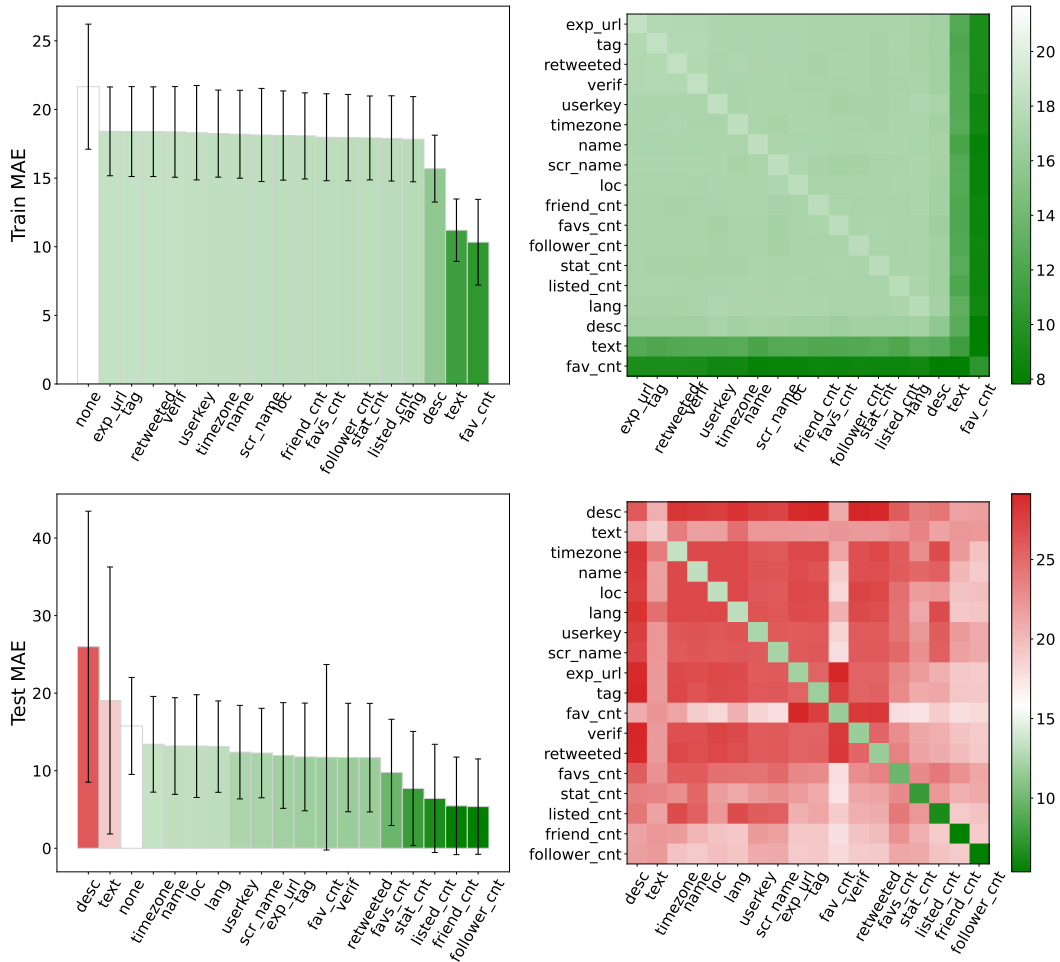 Train MAE
25
20
15
10
5
0
none
exp_url
tag
retweeted
verif
userkey
timezone
name
scr_name
loc
friend_cnt
favs_cnt
follower_cnt
stat_cnt
listed_cnt
lang
desc
text
fav_cnt
exp_url
tag
retweeted
verif
userkey
timezone
name
scr_name
loc
friend_cnt
favs_cnt
follower_cnt
stat_cnt
listed_cnt
lang
desc
text
fav_cnt
exp_url
tag
retweeted
verif
userkey
timezone
name
scr_name
loc
friend_cnt
favs_cnt
follower_cnt
stat_cnt
listed_cnt
lang
desc
text
fav_cnt
20
18
16
14
12
10
8
Test MAE
40
30
20
10
0
desc
text
none
timezone
name
loc
lang
userkey
scr_name
exp_url
tag
fav_cnt
verif
retweeted
favs_cnt
stat_cnt
listed_cnt
friend_cnt
follower_cnt
desc
text
timezone
name
loc
lang
userkey
scr_name
exp_url
tag
fav_cnt
verif
retweeted
favs_cnt
stat_cnt
listed_cnt
friend_cnt
follower_cnt
desc
text
timezone
name
loc
lang
userkey
scr_name
exp_url
tag
fav_cnt
verif
retweeted
favs_cnt
stat_cnt
listed_cnt
friend_cnt
follower_cnt
25
20
15
10